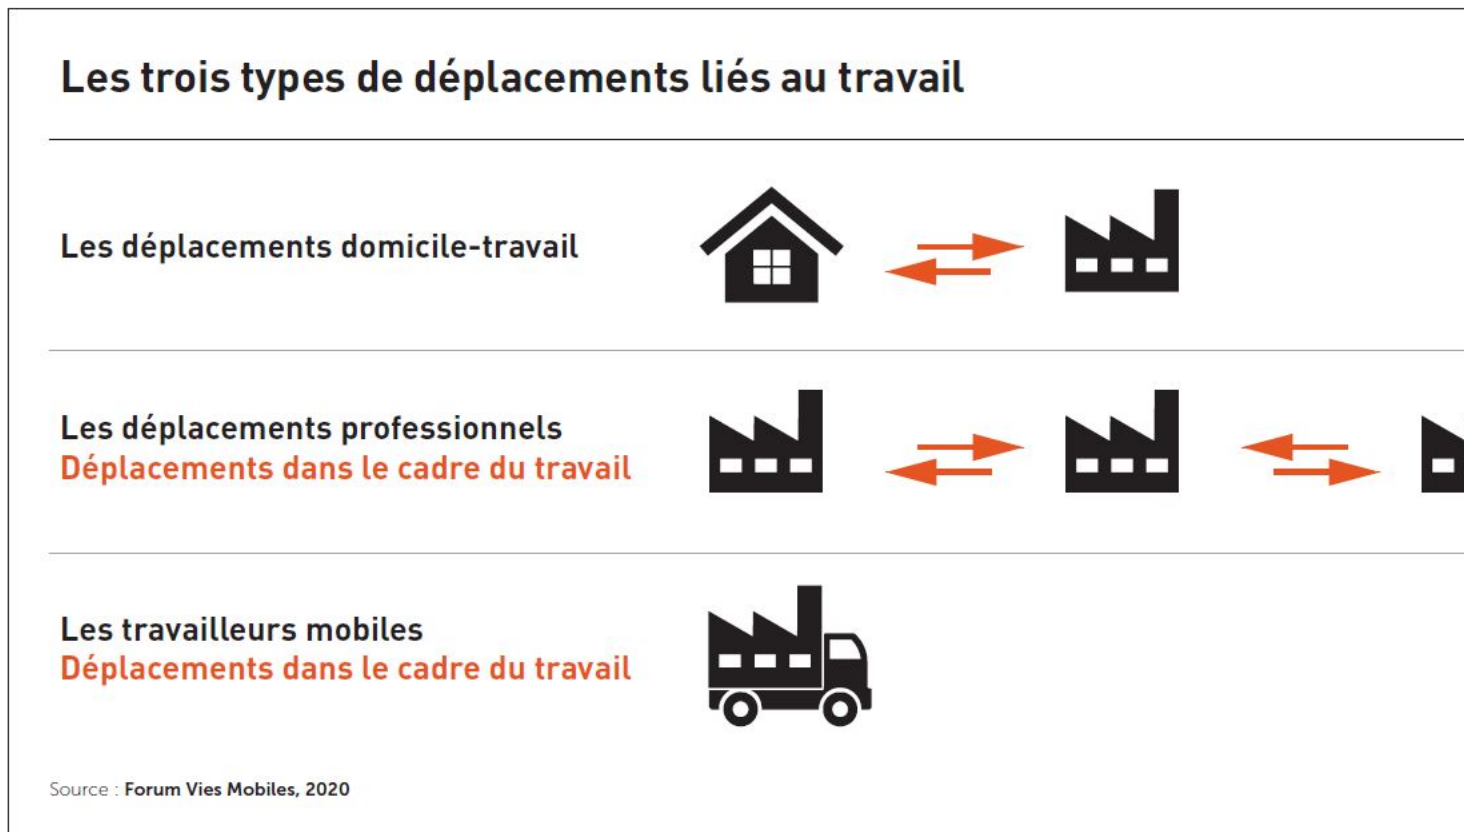 Les trois types de déplacements liés au travail
Les déplacements domicile-travail
Les déplacements professionnels
Déplacements dans le cadre du travail
Les travailleurs mobiles
Déplacements dans le cadre du travail
Source : Forum Vies Mobiles, 2020